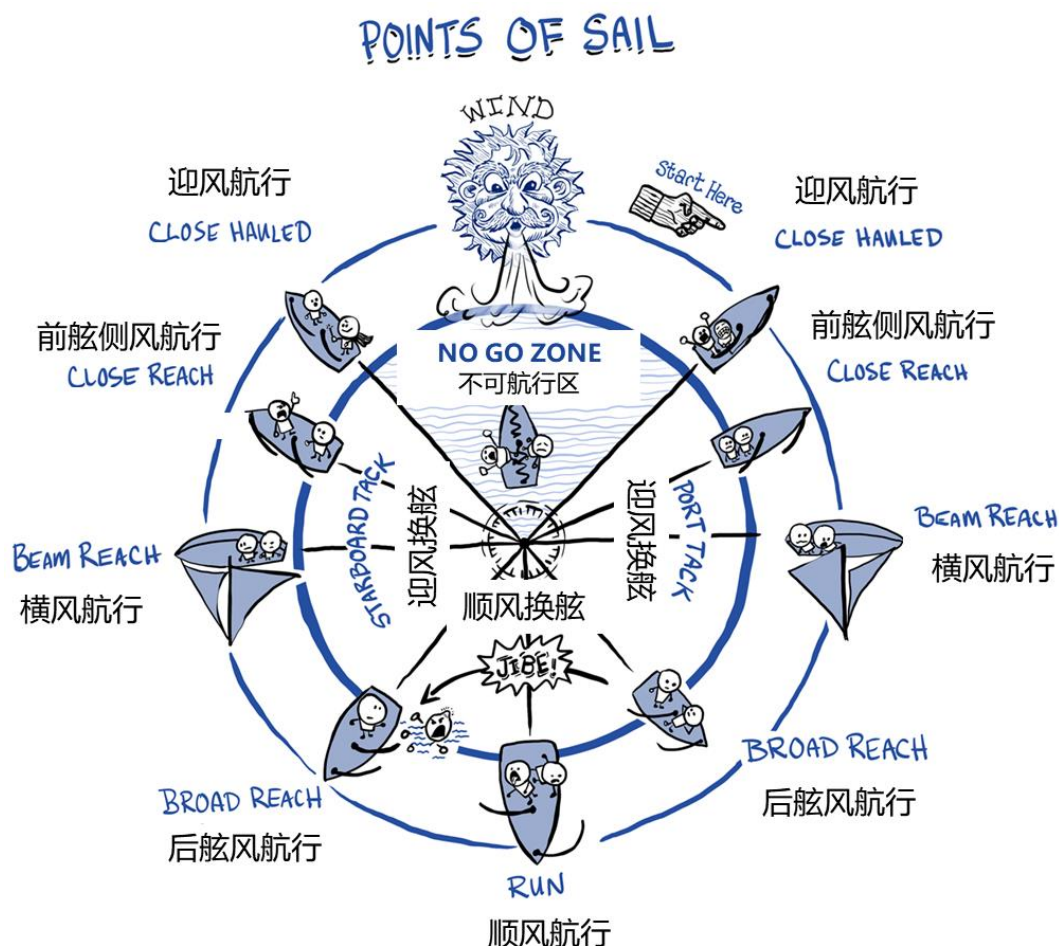 POINTS OF SAIL
WIND
Start Here
迎风航行
CLOSE HAULED
迎风航行
CLOSE HAULED
前舷侧风航行
CLOSE REACH
NO GO ZONE
不可航行区
前舷侧风航行
CLOSE REACH
STARBOARD TACK
迎风换舷
迎风换舷
PORT TACK
BEAM REACH
横风航行
BEAM REACH
横风航行
顺风换舷
JIBE!
BROAD REACH
后舷风航行
BROAD REACH
后舷风航行
RUN
顺风航行